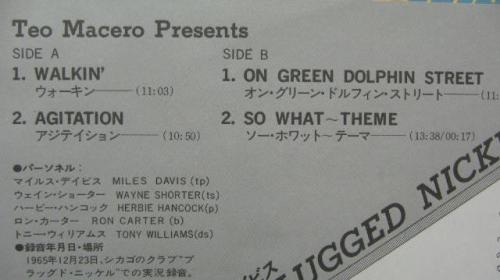 Teo Macero Presents
SIDE A
1. WALKIN'
ウォーキン——(11:03)
2. AGITATION
アジテイション——(10:50)
SIDE B
1. ON GREEN DOLPHIN STREET
オン・グリーン・ドルフィン・ストリート——(11:
2. SO WHAT～THEME
ソー・ホワット～テーマ——(13:38/00:17)
●パーソネル:
マイルス・デイビス MILES DAVIS (tp)
ウェイン・ショーター WAYNE SHORTER(ts)
ハービー・ハンコック HERBIE HANCOCK(p)
ロン・カーター RON CARTER (b)
トニー・ウィリアムス TONY WILLIAMS(ds)
●録音年月日・場所
1965年12月23日、シカゴのクラブ“プ
ラッグド・ニッケル”での実況録音。
ビス
LUGGED NICKE